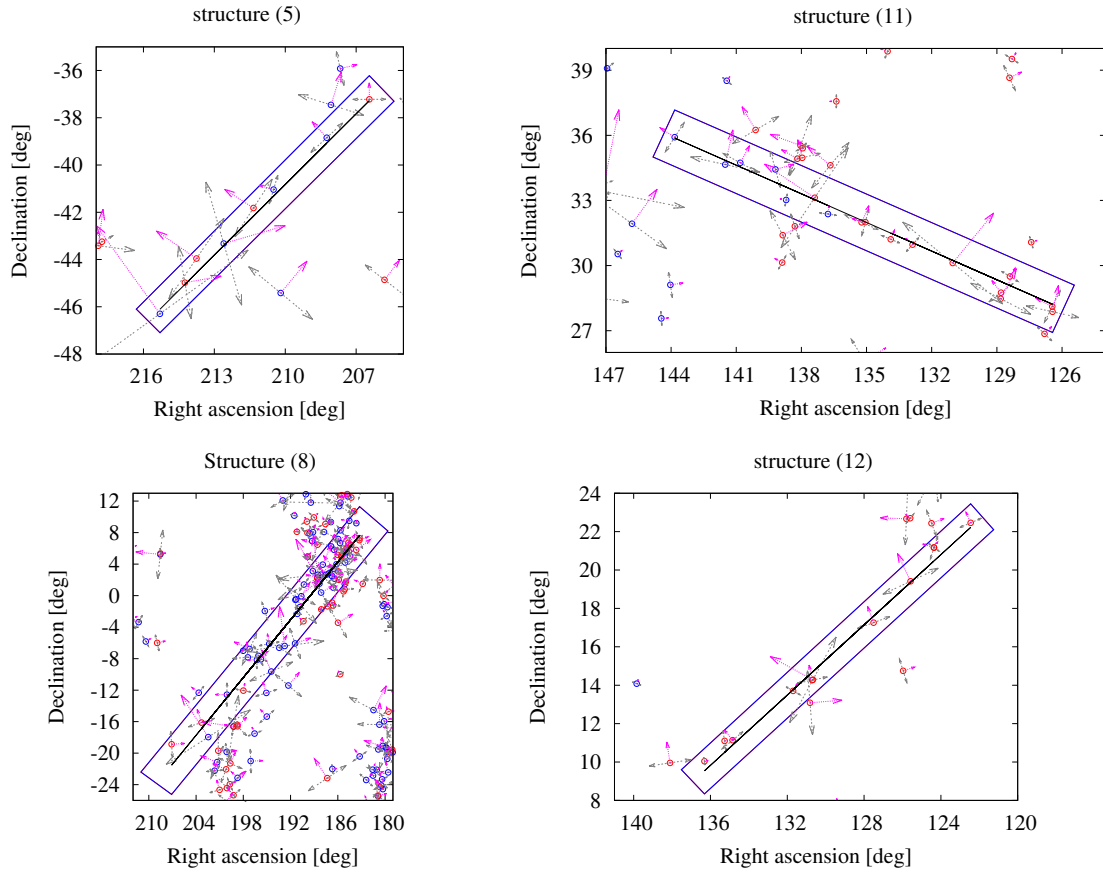 structure (5)
-36
-38
-40
-42
-44
-46
-48
216 213 210 207
Declination [deg]
Right ascension [deg]
structure (11)
39
36
33
30
27
147 144 141 138 135 132 129 126
Declination [deg]
Right ascension [deg]
Structure (8)
12
8
4
0
-4
-8
-12
-16
-20
-24
210 204 198 192 186 180
Declination [deg]
Right ascension [deg]
structure (12)
24
22
20
18
16
14
12
10
8
140 136 132 128 124 120
Declination [deg]
Right ascension [deg]